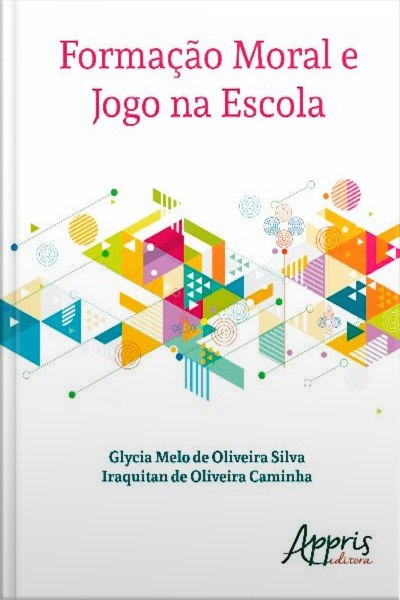 Formação Moral e
Jogo na Escola
Glycia Melo de Oliveira Silva
Iraquitan de Oliveira Caminha
Appris
editora